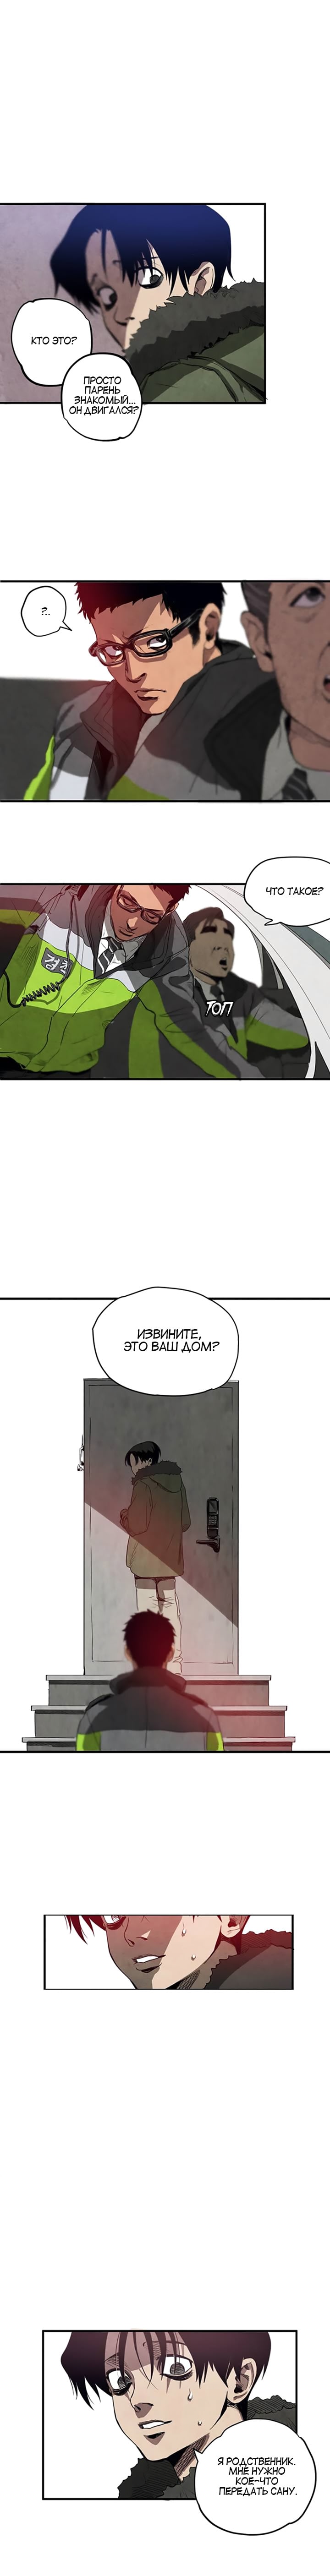 КТО ЭТО?
ПРОСТО
ПАРЕНЬ
ЗНАКОМЫЙ...
ОН ДВИГАЛСЯ?
?..
ЧТО ТАКОЕ?
ТОП
ИЗВИНИТЕ,
ЭТО ВАШ ДОМ?
Я РОДСТВЕННИК.
МНЕ НУЖНО
КОЕ-ЧТО
ПЕРЕДАТЬ САНУ.